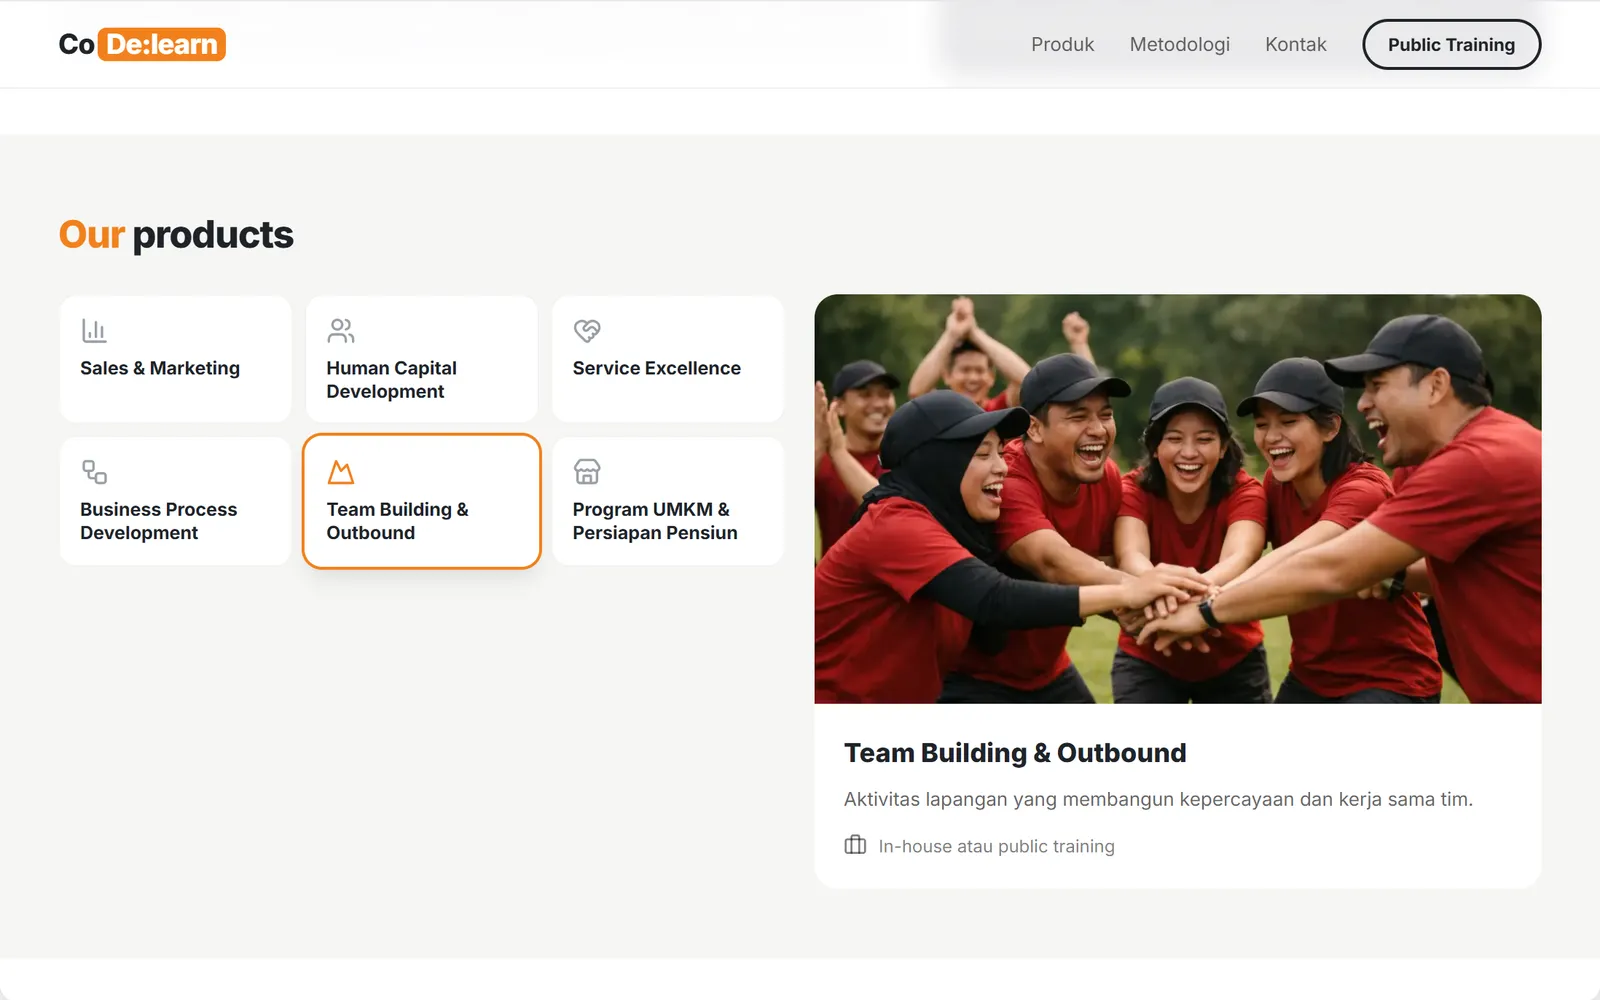 Co De:learn
Produk
Metodologi
Kontak
Public Training
Our products
Sales & Marketing
Human Capital
Development
Service Excellence
Business Process
Development
Team Building &
Outbound
Program UMKM &
Persiapan Pensiun
Team Building & Outbound
Aktivitas lapangan yang membangun kepercayaan dan kerja sama tim.
In-house atau public training